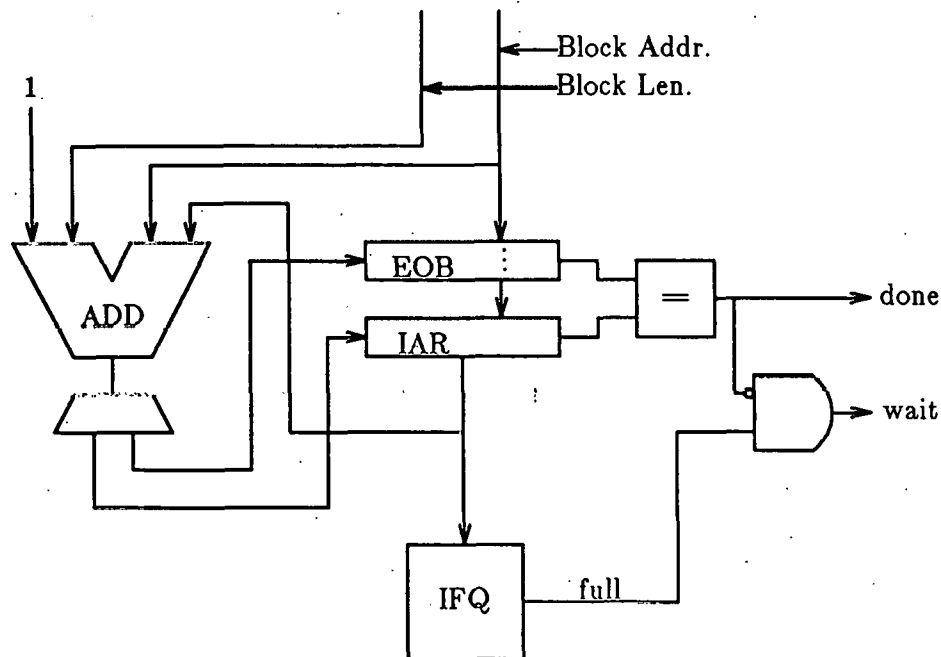 Block Addr.
Block Len.
1
ADD
EOB
IAR
=
done
wait
IFQ
full